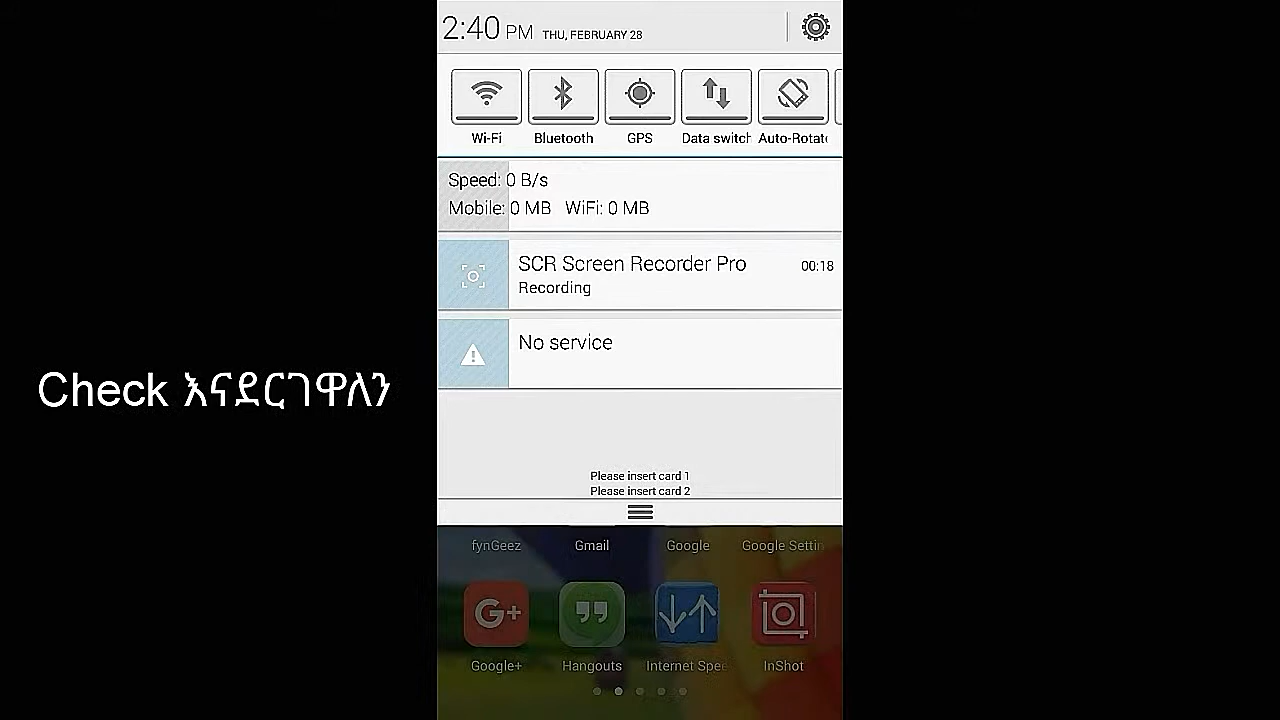 2:40 PM THU, FEBRUARY 28
Wi-Fi Bluetooth GPS Data switch Auto-Rotate
Speed: 0 B/s
Mobile: 0 MB WiFi: 0 MB
SCR Screen Recorder Pro 00:18
Recording
No service
Check እናደርገዋለን
Please insert card 1
Please insert card 2
fynGeez Gmail Google Google Settin
G+
Google+ Hangouts Internet Spee InShot